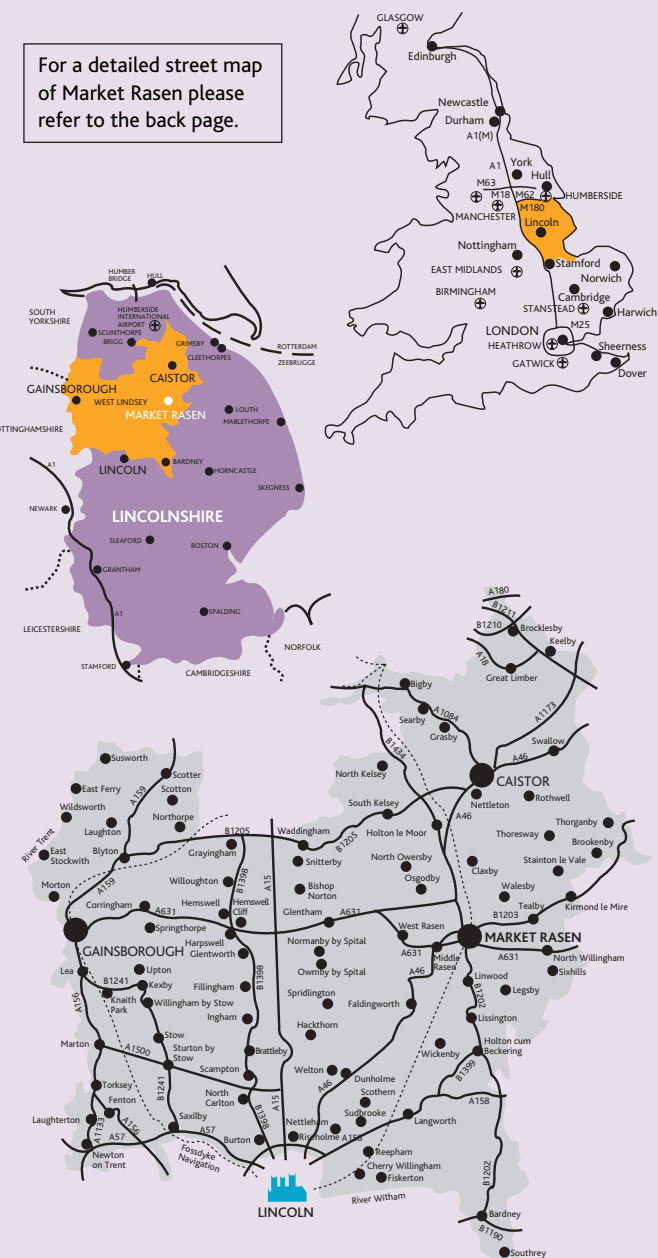 For a detailed street map
of Market Rasen please
refer to the back page.
GLASGOW
Edinburgh
Newcastle
Durham
A1(M)
A1
York
Hull
M63
M18
M62
HUMBERSIDE
MANCHESTER
M180
Lincoln
Nottingham
Stamford
EAST MIDLANDS
Norwich
BIRMINGHAM
Cambridge
STANSTEAD
Harwich
M25
LONDON
HEATHROW
Sheerness
GATWICK
Dover
HUMBER
BRIDGE
HULL
SOUTH
YORKSHIRE
HUMBERSIDE
INTERNATIONAL
AIRPORT
SCUNTHORPE
BRIGG
GRIMSBY
CLEETHORPES
ROTTERDAM
ZEEBRUGGE
CAISTOR
GAINSBOROUGH
WEST LINDSEY
MARKET RASEN
LOUTH
MABLETHORPE
OTTINGHAMSHIRE
A1
LINCOLN
BARDNEY
HORNCASTLE
SKEGNESS
NEWARK
LINCOLNSHIRE
SLEAFORD
BOSTON
GRANTHAM
A1
SPALDING
LEICESTERSHIRE
NORFOLK
STAMFORD
CAMBRIDGESHIRE
A180
B1211
B1210
Brocklesby
Keelby
A18
Great Limber
Bigby
A1084
Searby
Grasby
A1173
B1434
Swallow
A46
North Kelsey
CAISTOR
Nettleton
Rothwell
South Kelsey
A46
Holton le Moor
Thorganby
Thoresway
Brookenby
Stainton le Vale
Susworth
Scotter
East Ferry
A159
Scotton
Wildsworth
Northorpe
Laughton
River Trent
B1205
Waddingham
B1205
East
Stockwith
Blyton
Grayingham
Snitterby
North Owersby
Claxby
A159
Willoughton
B1398
A15
Osgodby
Morton
Bishop
Norton
Walesby
Corringham
Hemswell
Hemswell
Cliff
Tealby
Kirmond le Mire
A631
Glentham
A631
B1203
Springthorpe
West Rasen
MARKET RASEN
GAINSBOROUGH
Harpswell
Normanby by Spital
A631
Middle
Rasen
A631
North Willingham
Glentworth
Lea
Upton
Owmby by Spital
A46
Sixhills
B1241
Kexby
B1398
Linwood
Knaith
Park
Fillingham
B1202
Legsby
A156
Willingham by Stow
Spridlington
Faldingworth
Ingham
Lissington
Stow
Hackthorn
Marton
A1500
Sturton by
Stow
Brattleby
Wickenby
Holton cum
Beckering
Scampton
Welton
B1399
Torksey
Dunholme
B1241
A46
Fenton
North
Carlton
A15
Scothern
A158
Laughterton
Sudbrooke
A1133
A156
Saxilby
B1398
Nettleham
Langworth
A57
A57
Burton
Riseholme
A158
Newton
on Trent
Fossdyke
Navigation
Reepham
Cherry Willingham
B1202
Fiskerton
LINCOLN
River Witham
Bardney
B1190
Southrey